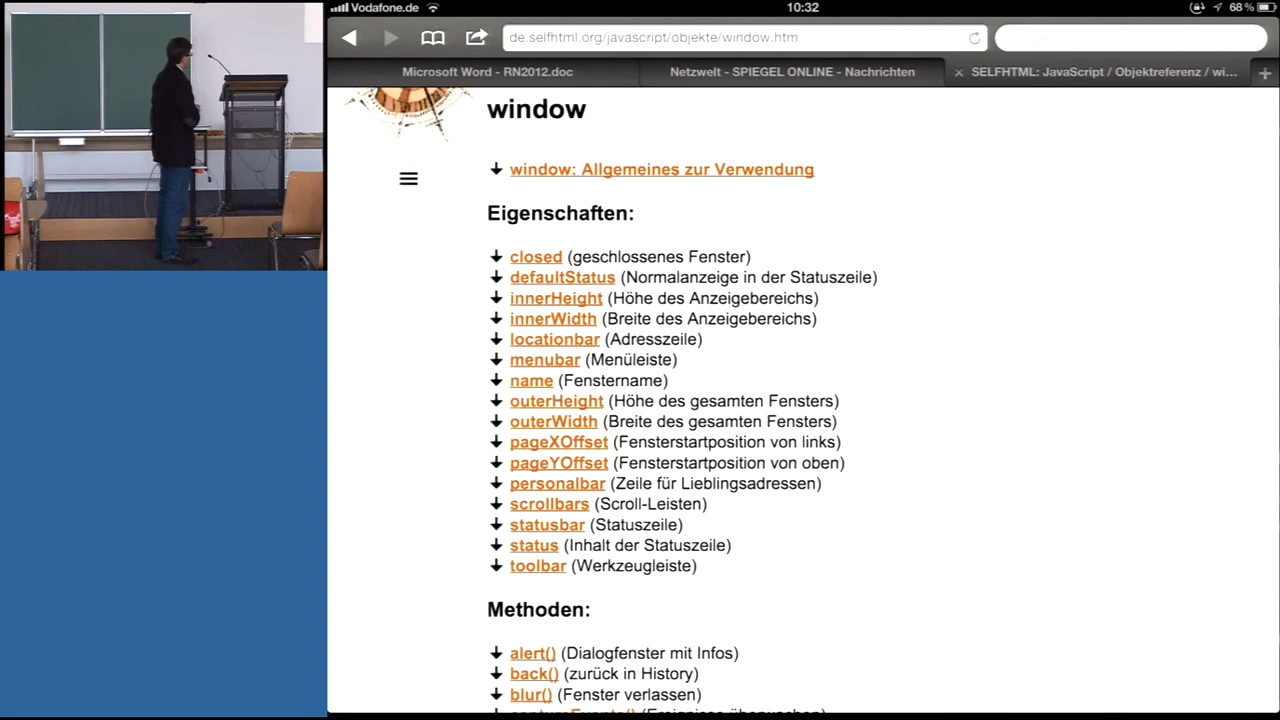 Vodafone.de
10:32
68 %
de.selfhtml.org/javascript/objekte/window.htm
Microsoft Word - RN2012.doc
Netzwelt - SPIEGEL ONLINE - Nachrichten
SELFHTML: JavaScript / Objektreferenz / wi...
window
window: Allgemeines zur Verwendung
Eigenschaften:
closed (geschlossenes Fenster)
defaultStatus (Normalanzeige in der Statuszeile)
innerHeight (Höhe des Anzeigebereichs)
innerWidth (Breite des Anzeigebereichs)
locationbar (Adresszeile)
menubar (Menüleiste)
name (Fenstername)
outerHeight (Höhe des gesamten Fensters)
outerWidth (Breite des gesamten Fensters)
pageXOffset (Fensterstartposition von links)
pageYOffset (Fensterstartposition von oben)
personalbar (Zeile für Lieblingsadressen)
scrollbars (Scroll-Leisten)
statusbar (Statuszeile)
status (Inhalt der Statuszeile)
toolbar (Werkzeugleiste)
Methoden:
alert() (Dialogfenster mit Infos)
back() (zurück in History)
blur() (Fenster verlassen)
captureEvents() (Ereignisse überwachen)